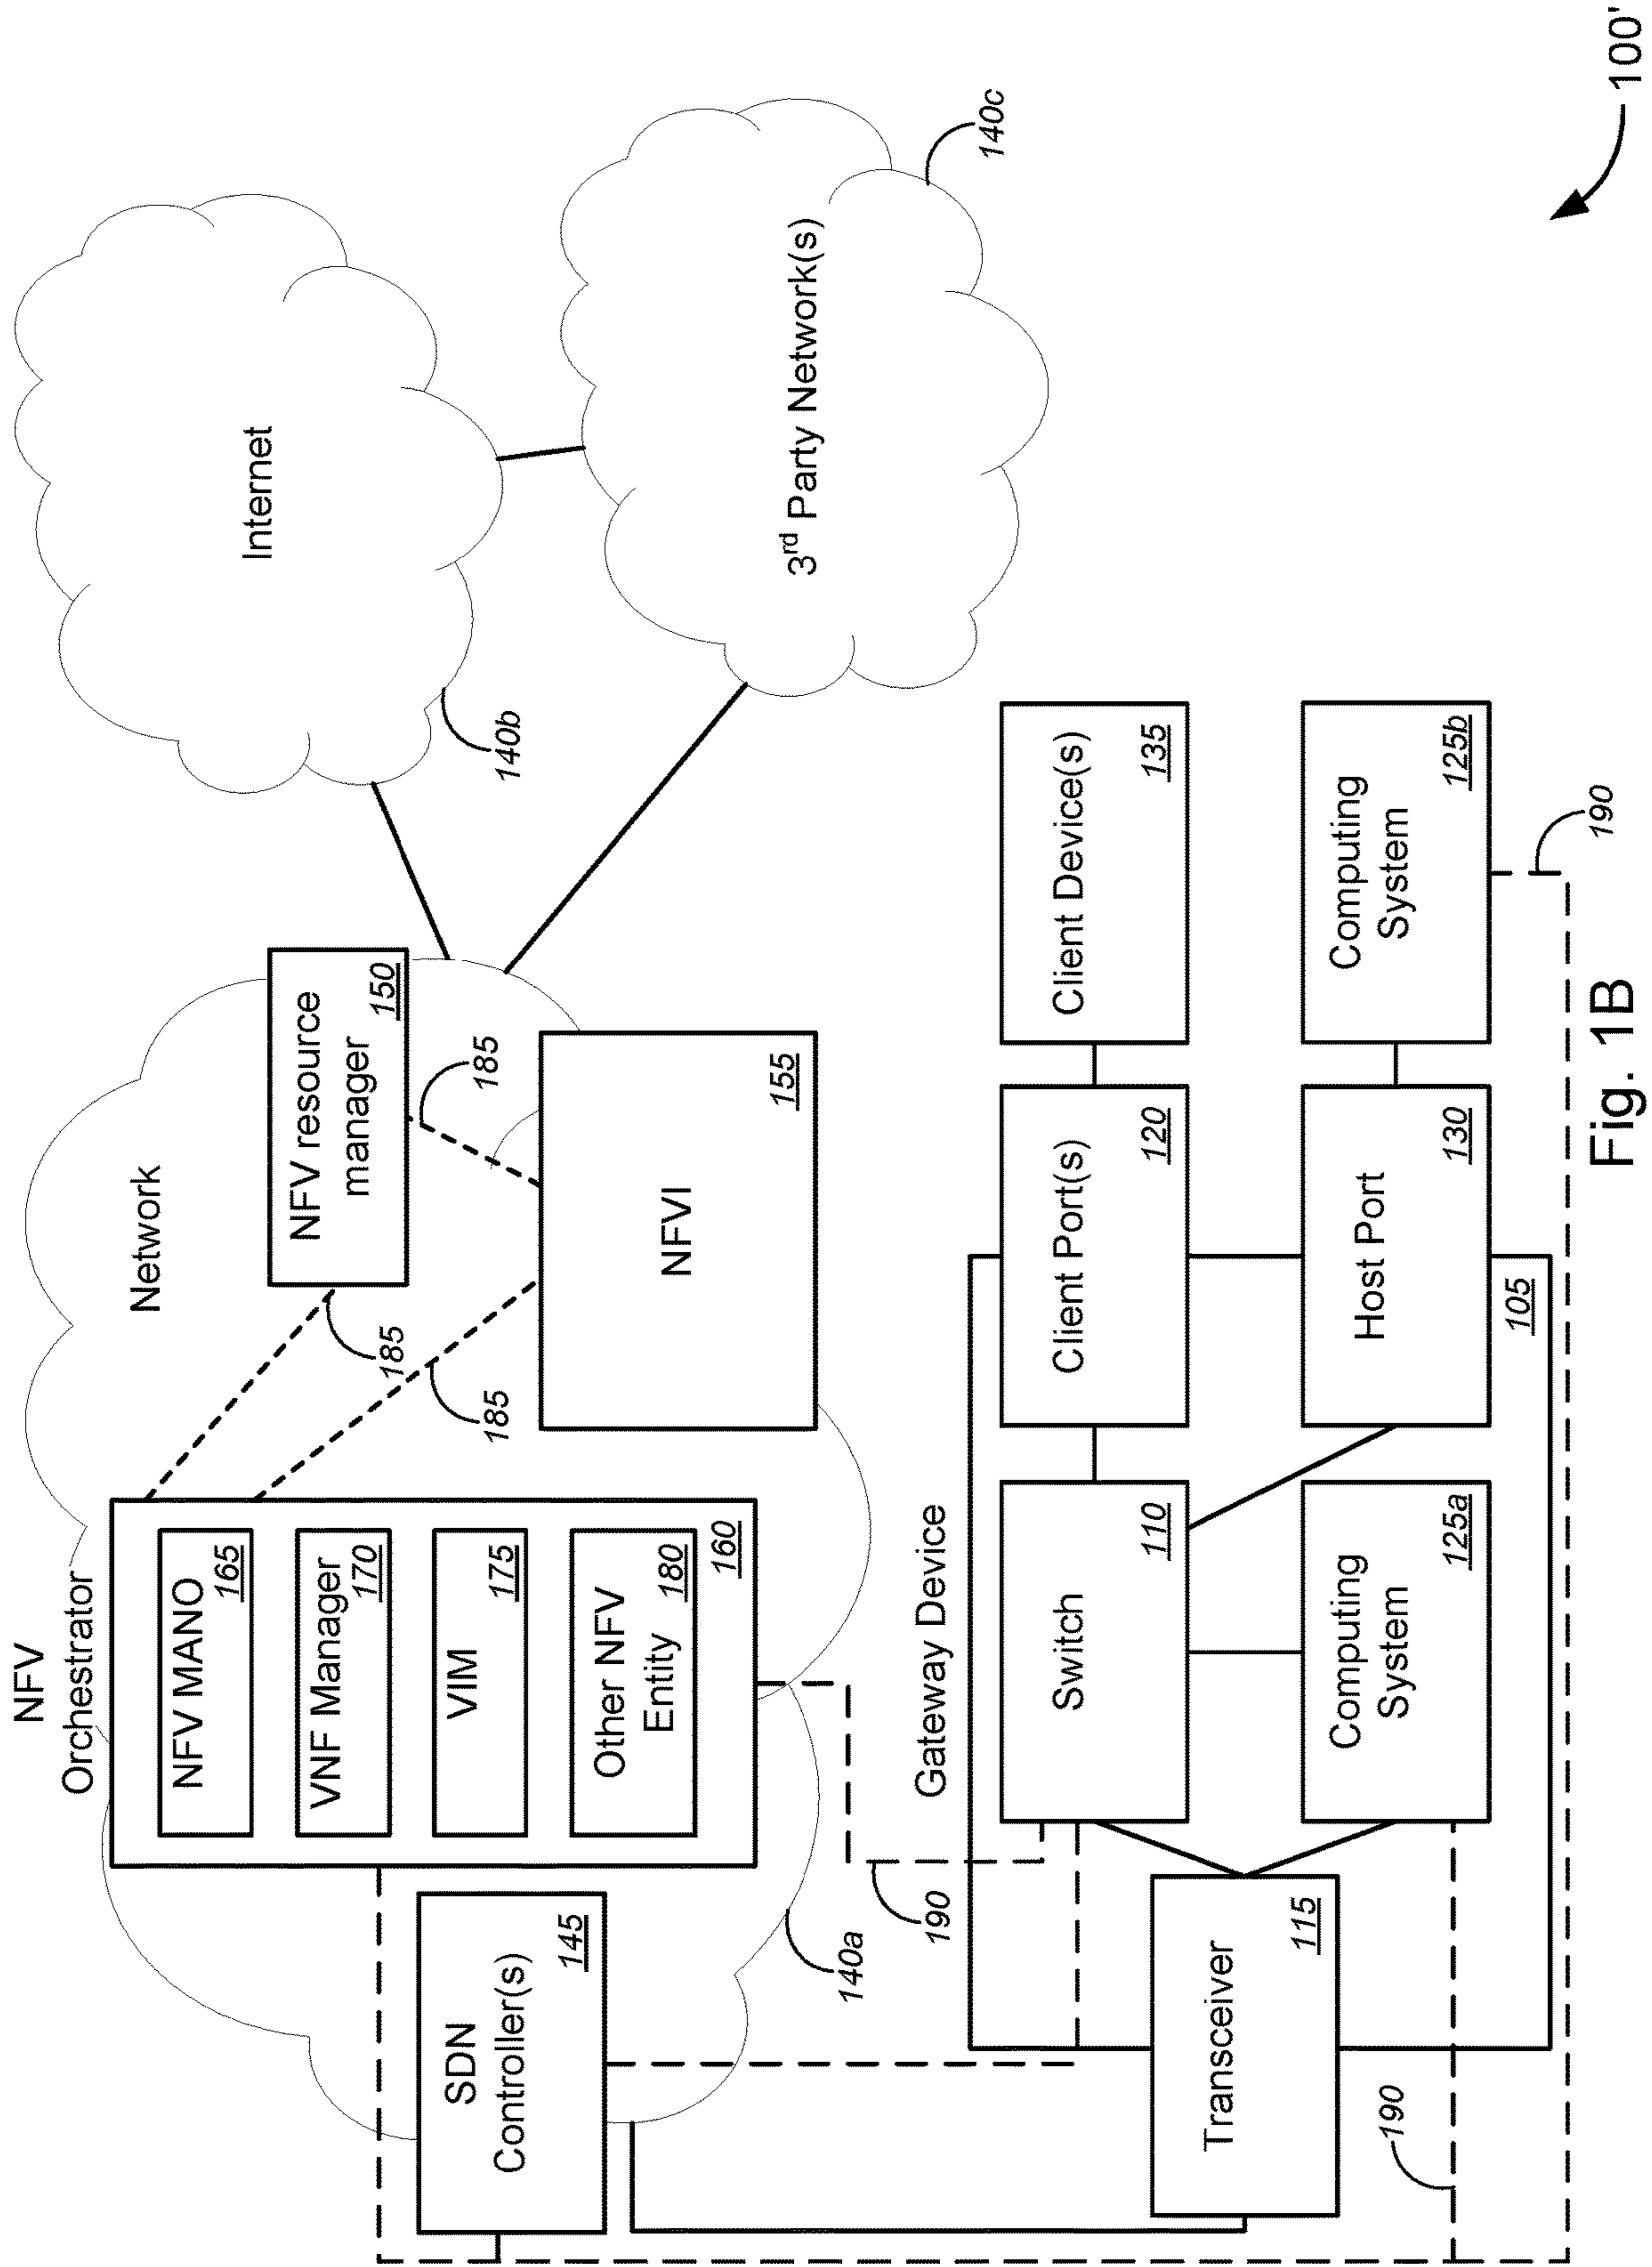 NFV
Orchestrator
NFV MANO
165
VNF Manager
170
VIM
175
Other NFV
Entity
180
160
SDN
Controller(s)
145
Network
NFV resource
manager
150
185
185
185
NFVI
155
140a
190
Internet
140b
3rd Party Network(s)
140c
Gateway Device
Switch
110
Client Port(s)
120
Client Device(s)
135
Transceiver
115
Computing
System
125a
Host Port
130
105
Computing
System
125b
190
190
Fig. 1B
100'